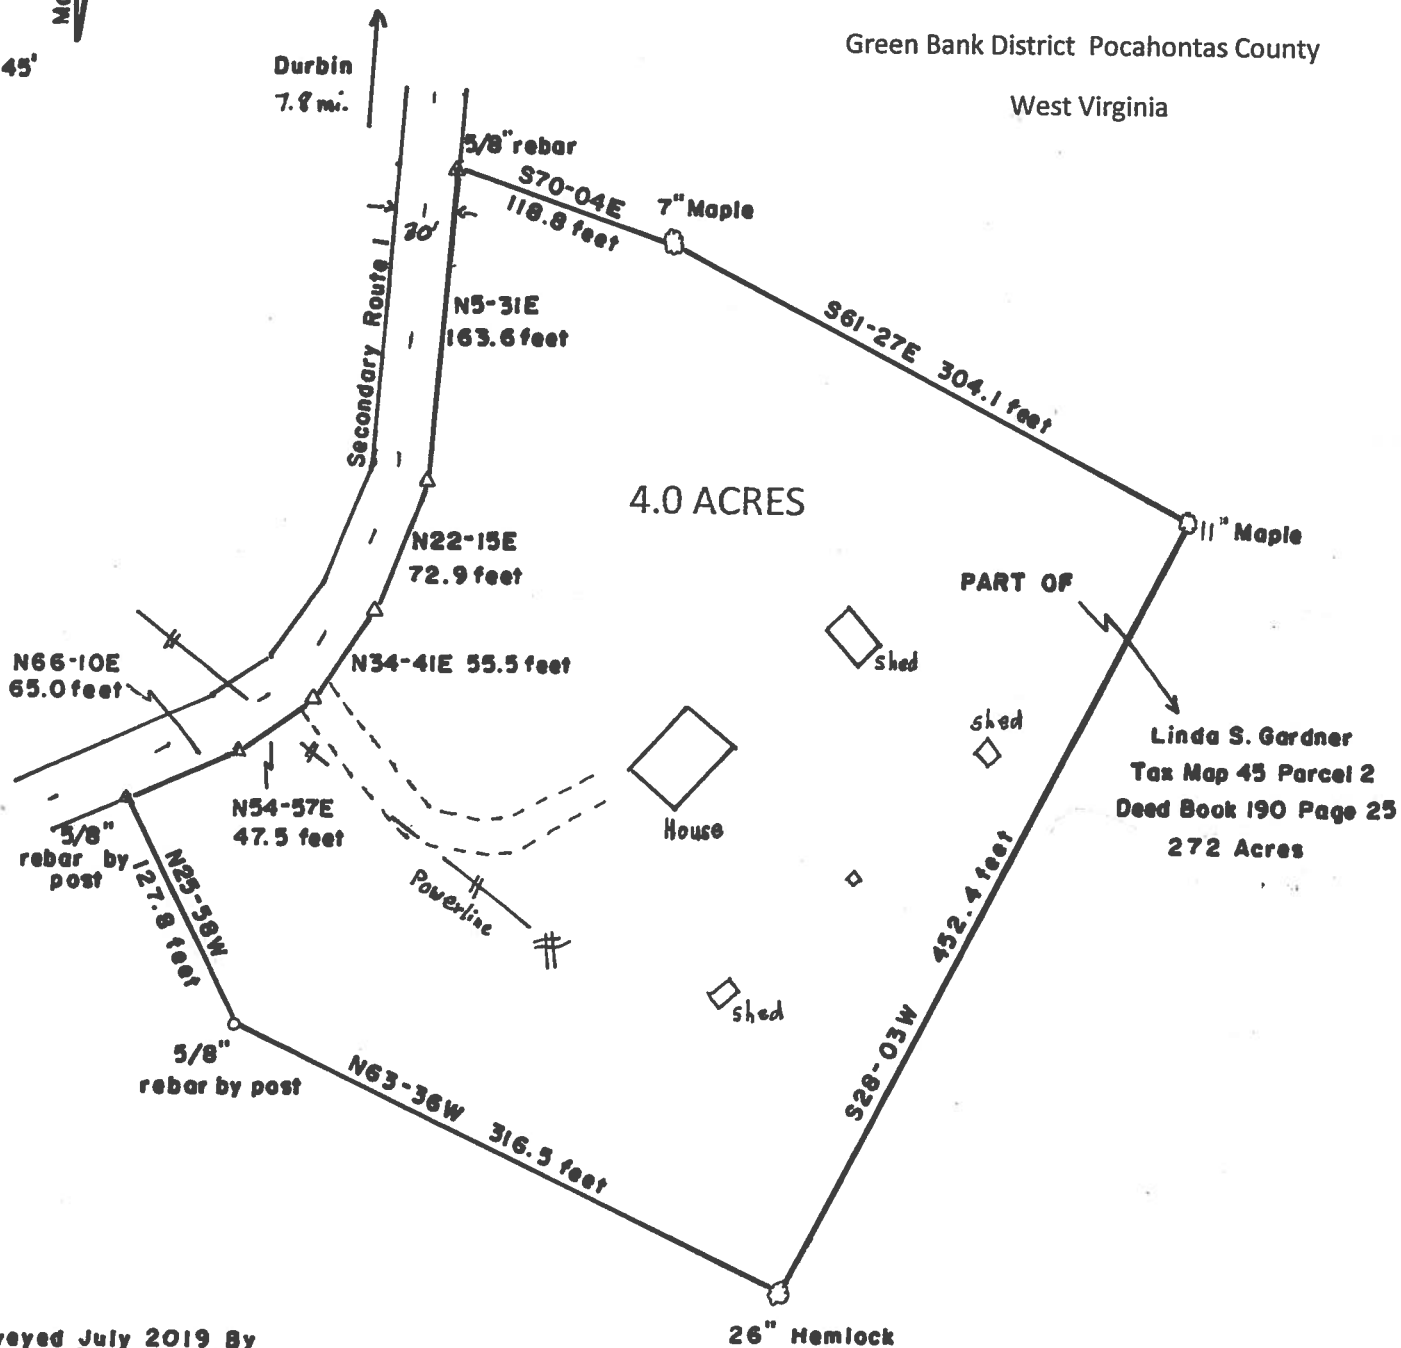 45'
Green Bank District Pocahontas County
West Virginia
Durbin
7.8 mi.
5/8" rebar
S70-04E
118.8 feet
7" Maple
30'
Secondary Route 1
N5-31E
163.6 feet
S61-27E 304.1 feet
4.0 ACRES
11" Maple
N22-15E
72.9 feet
PART OF
N66-10E
65.0 feet
N34-41E 55.5 feet
Shed
Shed
Linda S. Gardner
Tax Map 45 Parcel 2
Deed Book 190 Page 25
272 Acres
N54-57E
47.5 feet
House
5/8"
rebar by
post
N25-58W
127.8 feet
Powerline
452.4 feet
S28-03W
Shed
5/8"
rebar by post
N63-36W 316.5 feet
26" Hemlock
July 2019 By